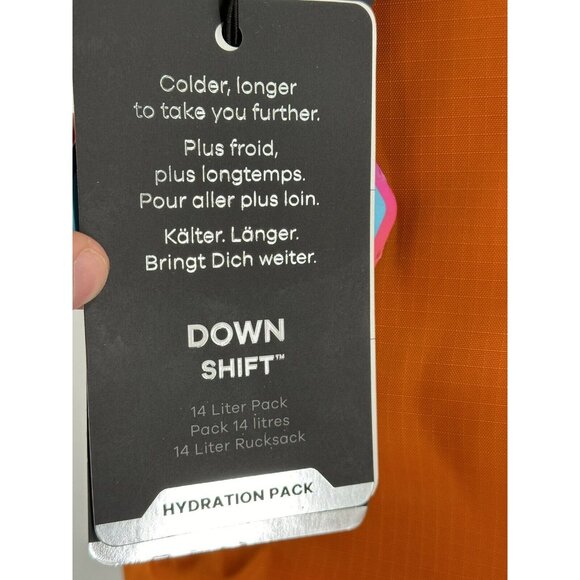 Colder, longer
to take you further.
Plus froid,
plus longtemps.
Pour aller plus loin.
Kälter. Länger.
Bringt Dich weiter.
DOWN
SHIFT™
14 Liter Pack
Pack 14 litres
14 Liter Rucksack
HYDRATION PACK